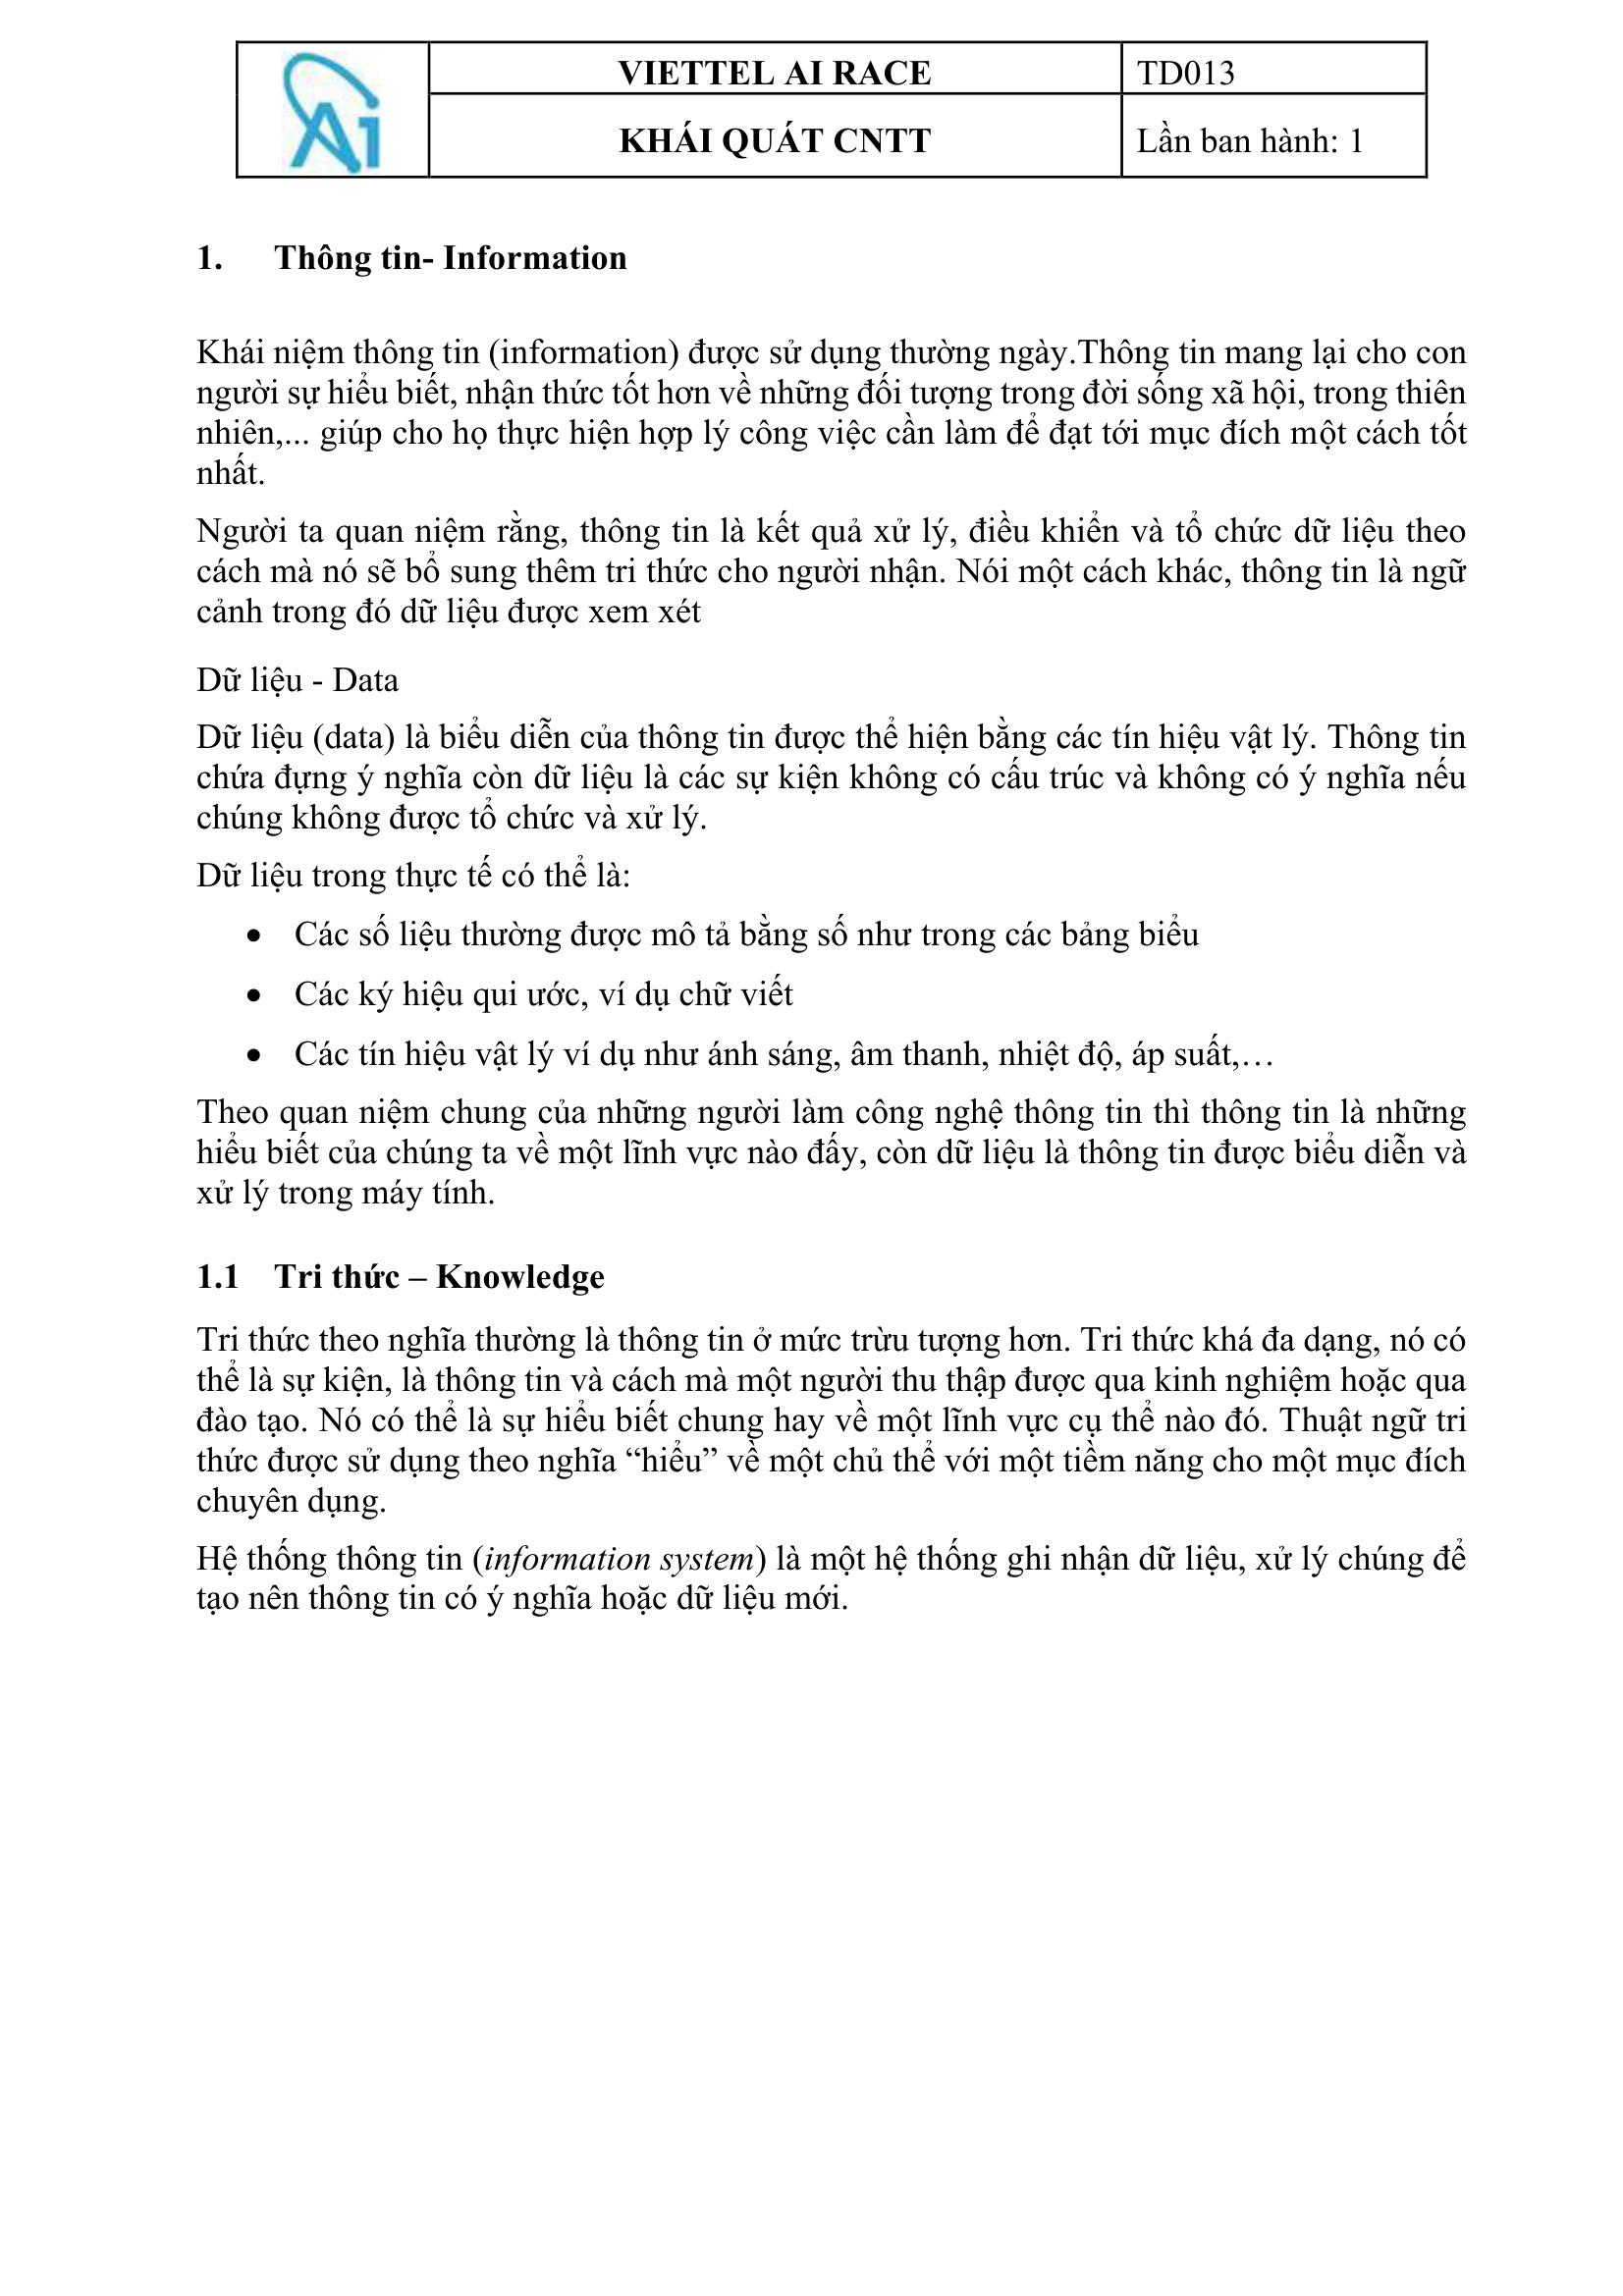 Ai
VIETTEL AI RACE
TD013
KHÁI QUÁT CNTT
Lần ban hành: 1
1. Thông tin- Information
Khái niệm thông tin (information) được sử dụng thường ngày.Thông tin mang lại cho con
người sự hiểu biết, nhận thức tốt hơn về những đối tượng trong đời sống xã hội, trong thiên
nhiên,... giúp cho họ thực hiện hợp lý công việc cần làm để đạt tới mục đích một cách tốt
nhất.
Người ta quan niệm rằng, thông tin là kết quả xử lý, điều khiển và tổ chức dữ liệu theo
cách mà nó sẽ bổ sung thêm tri thức cho người nhận. Nói một cách khác, thông tin là ngữ
cảnh trong đó dữ liệu được xem xét
Dữ liệu - Data
Dữ liệu (data) là biểu diễn của thông tin được thể hiện bằng các tín hiệu vật lý. Thông tin
chứa đựng ý nghĩa còn dữ liệu là các sự kiện không có cấu trúc và không có ý nghĩa nếu
chúng không được tổ chức và xử lý.
Dữ liệu trong thực tế có thể là:
• Các số liệu thường được mô tả bằng số như trong các bảng biểu
• Các ký hiệu qui ước, ví dụ chữ viết
• Các tín hiệu vật lý ví dụ như ánh sáng, âm thanh, nhiệt độ, áp suất,…
Theo quan niệm chung của những người làm công nghệ thông tin thì thông tin là những
hiểu biết của chúng ta về một lĩnh vực nào đấy, còn dữ liệu là thông tin được biểu diễn và
xử lý trong máy tính.
1.1 Tri thức – Knowledge
Tri thức theo nghĩa thường là thông tin ở mức trừu tượng hơn. Tri thức khá đa dạng, nó có
thể là sự kiện, là thông tin và cách mà một người thu thập được qua kinh nghiệm hoặc qua
đào tạo. Nó có thể là sự hiểu biết chung hay về một lĩnh vực cụ thể nào đó. Thuật ngữ tri
thức được sử dụng theo nghĩa “hiểu” về một chủ thể với một tiềm năng cho một mục đích
chuyên dụng.
Hệ thống thông tin (information system) là một hệ thống ghi nhận dữ liệu, xử lý chúng để
tạo nên thông tin có ý nghĩa hoặc dữ liệu mới.